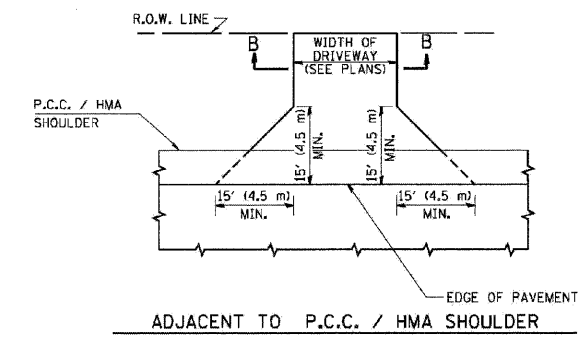 R.O.W. LINE
B
WIDTH OF
DRIVEWAY
(SEE PLANS)
B
P.C.C. / HMA
SHOULDER
15' (4.5 m)
MIN.
15' (4.5 m)
MIN.
15' (4.5 m)
MIN.
15' (4.5 m)
MIN.
EDGE OF PAVEMENT
ADJACENT TO P.C.C. / HMA SHOULDER